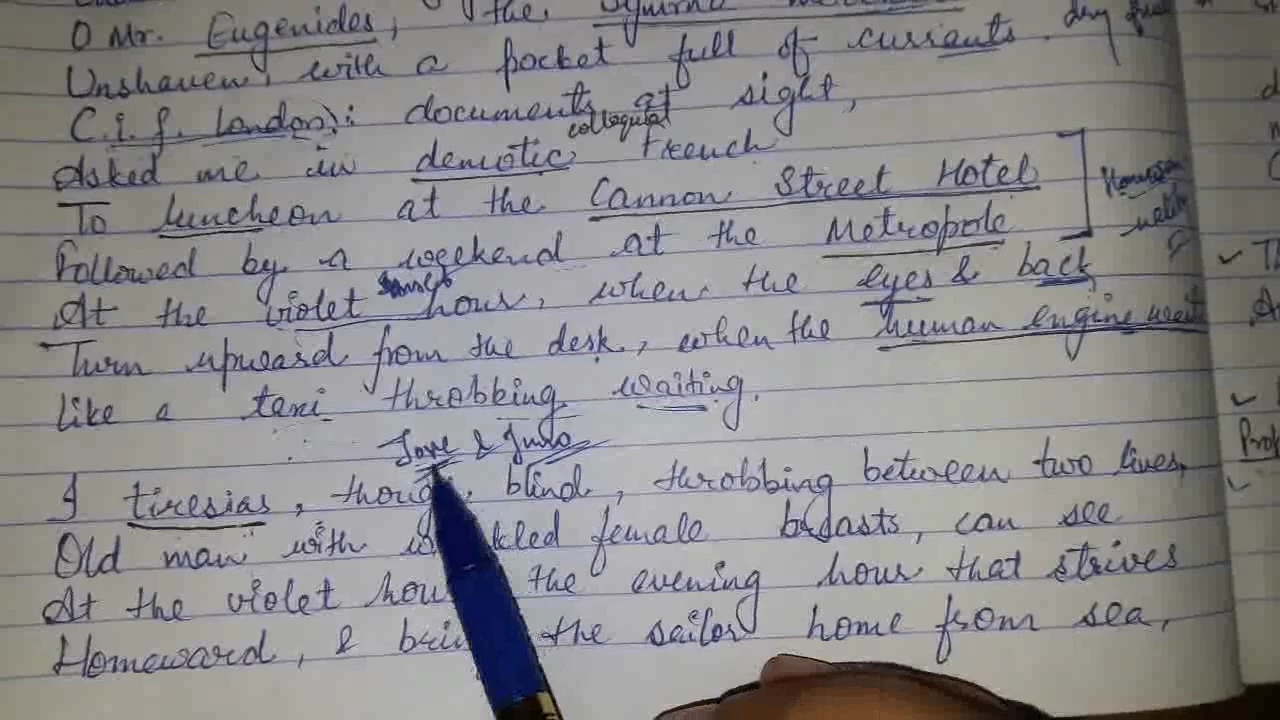 O Mr. Eugenides, the Smyrna
Unshaven, with a pocket full of currants.
C.i.f. London): documents at sight,
colloquial
Asked me in demotic French
To luncheon at the Cannon Street Hotel
Followed by a weekend at the Metropole
At the violet hour, when the eyes & back
Turn upward from the desk, when the human engine wait
like a taxi throbbing waiting.
Jove & Juno
I tiresias, though blind, throbbing between two lives,
Old man with female breasts, can see
At the violet hour the evening hour that strives
Homeward, & the sailor home from sea,